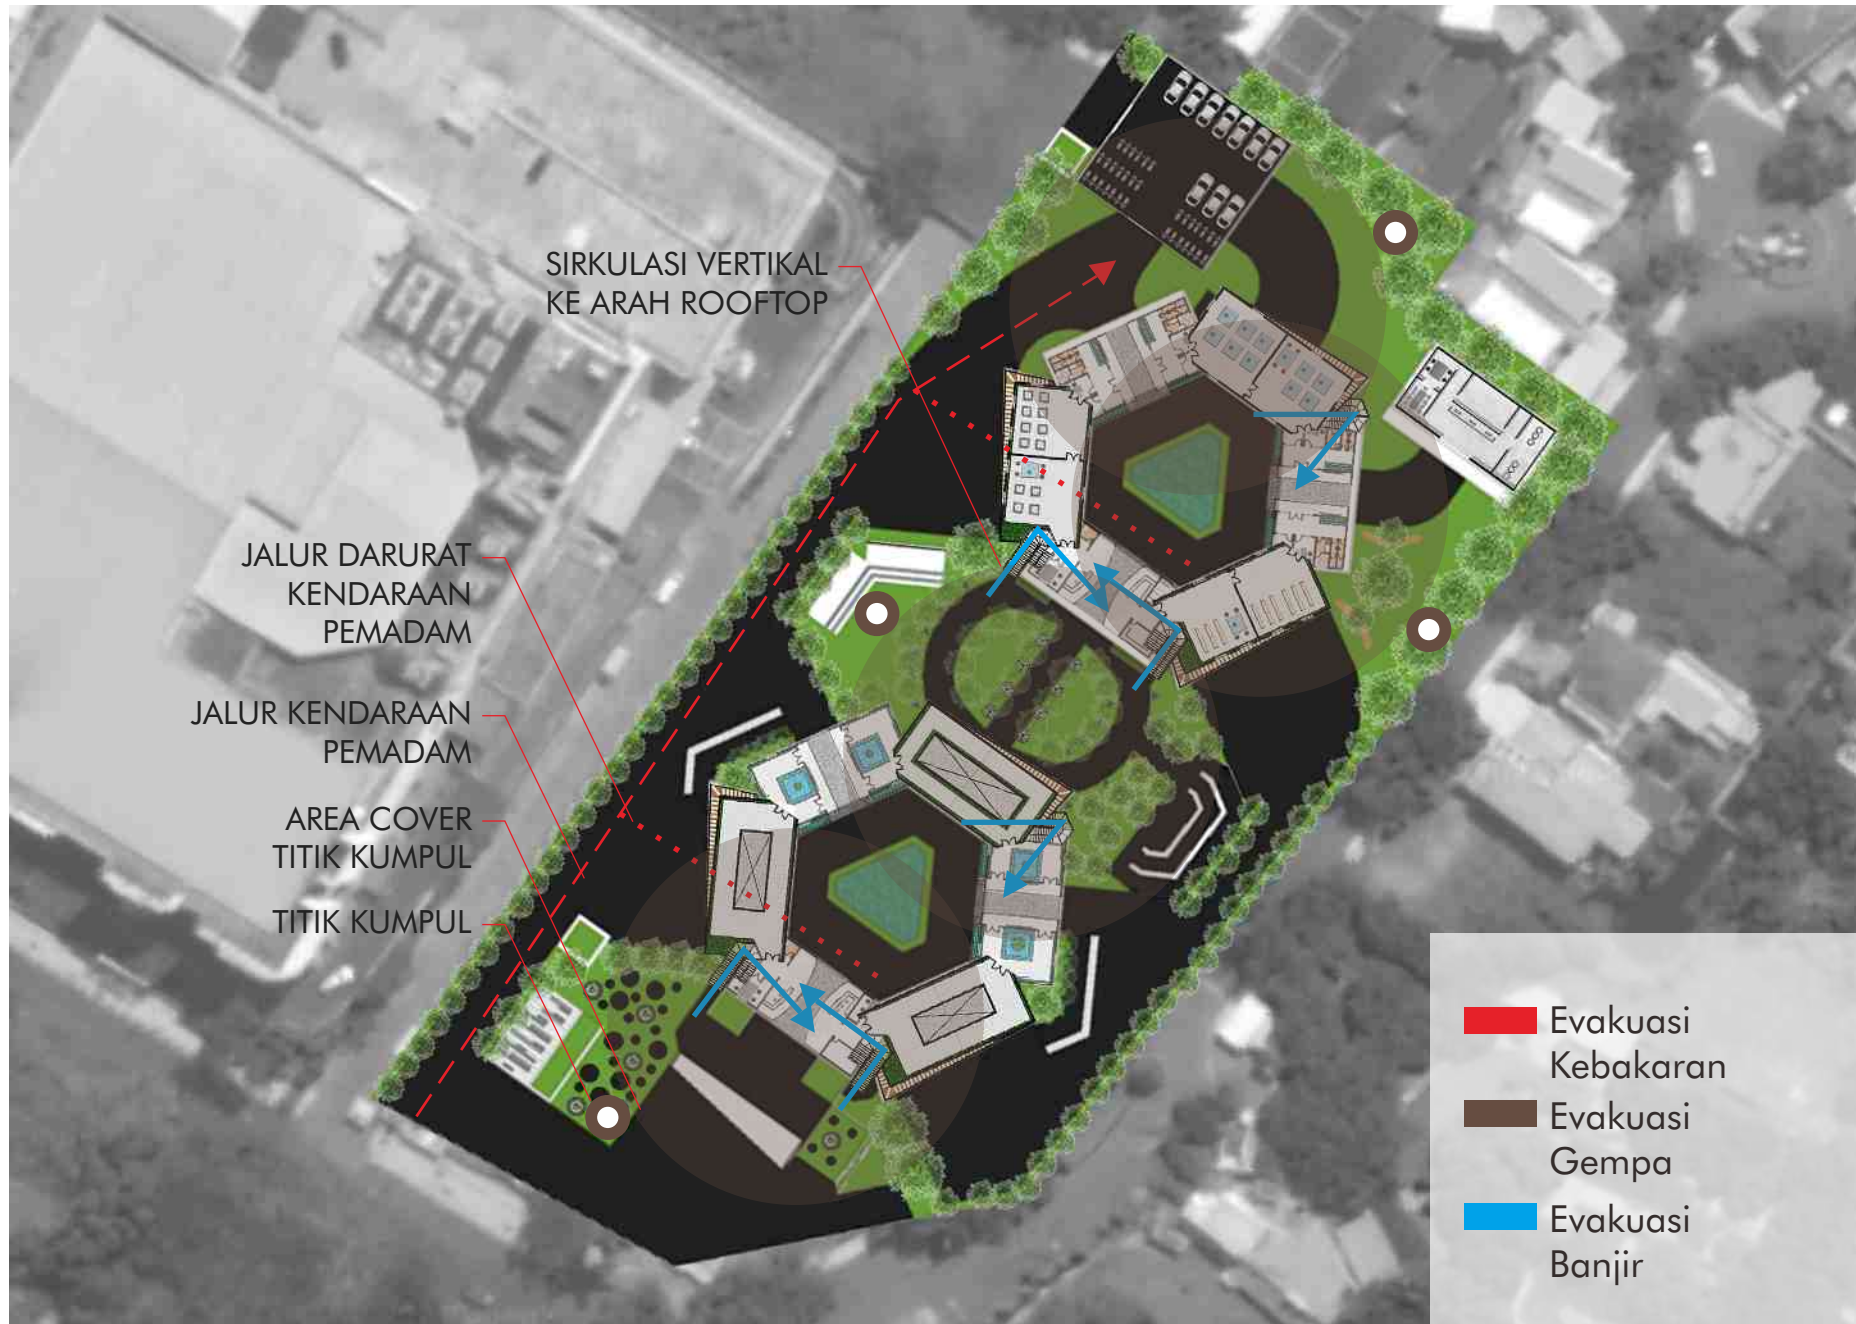 SIRKULASI VERTIKAL
KE ARAH ROOFTOP
JALUR DARURAT
KENDARAAN
PEMADAM
JALUR KENDARAAN
PEMADAM
AREA COVER
TITIK KUMPUL
TITIK KUMPUL
Evakuasi
Kebakaran
Evakuasi
Gempa
Evakuasi
Banjir